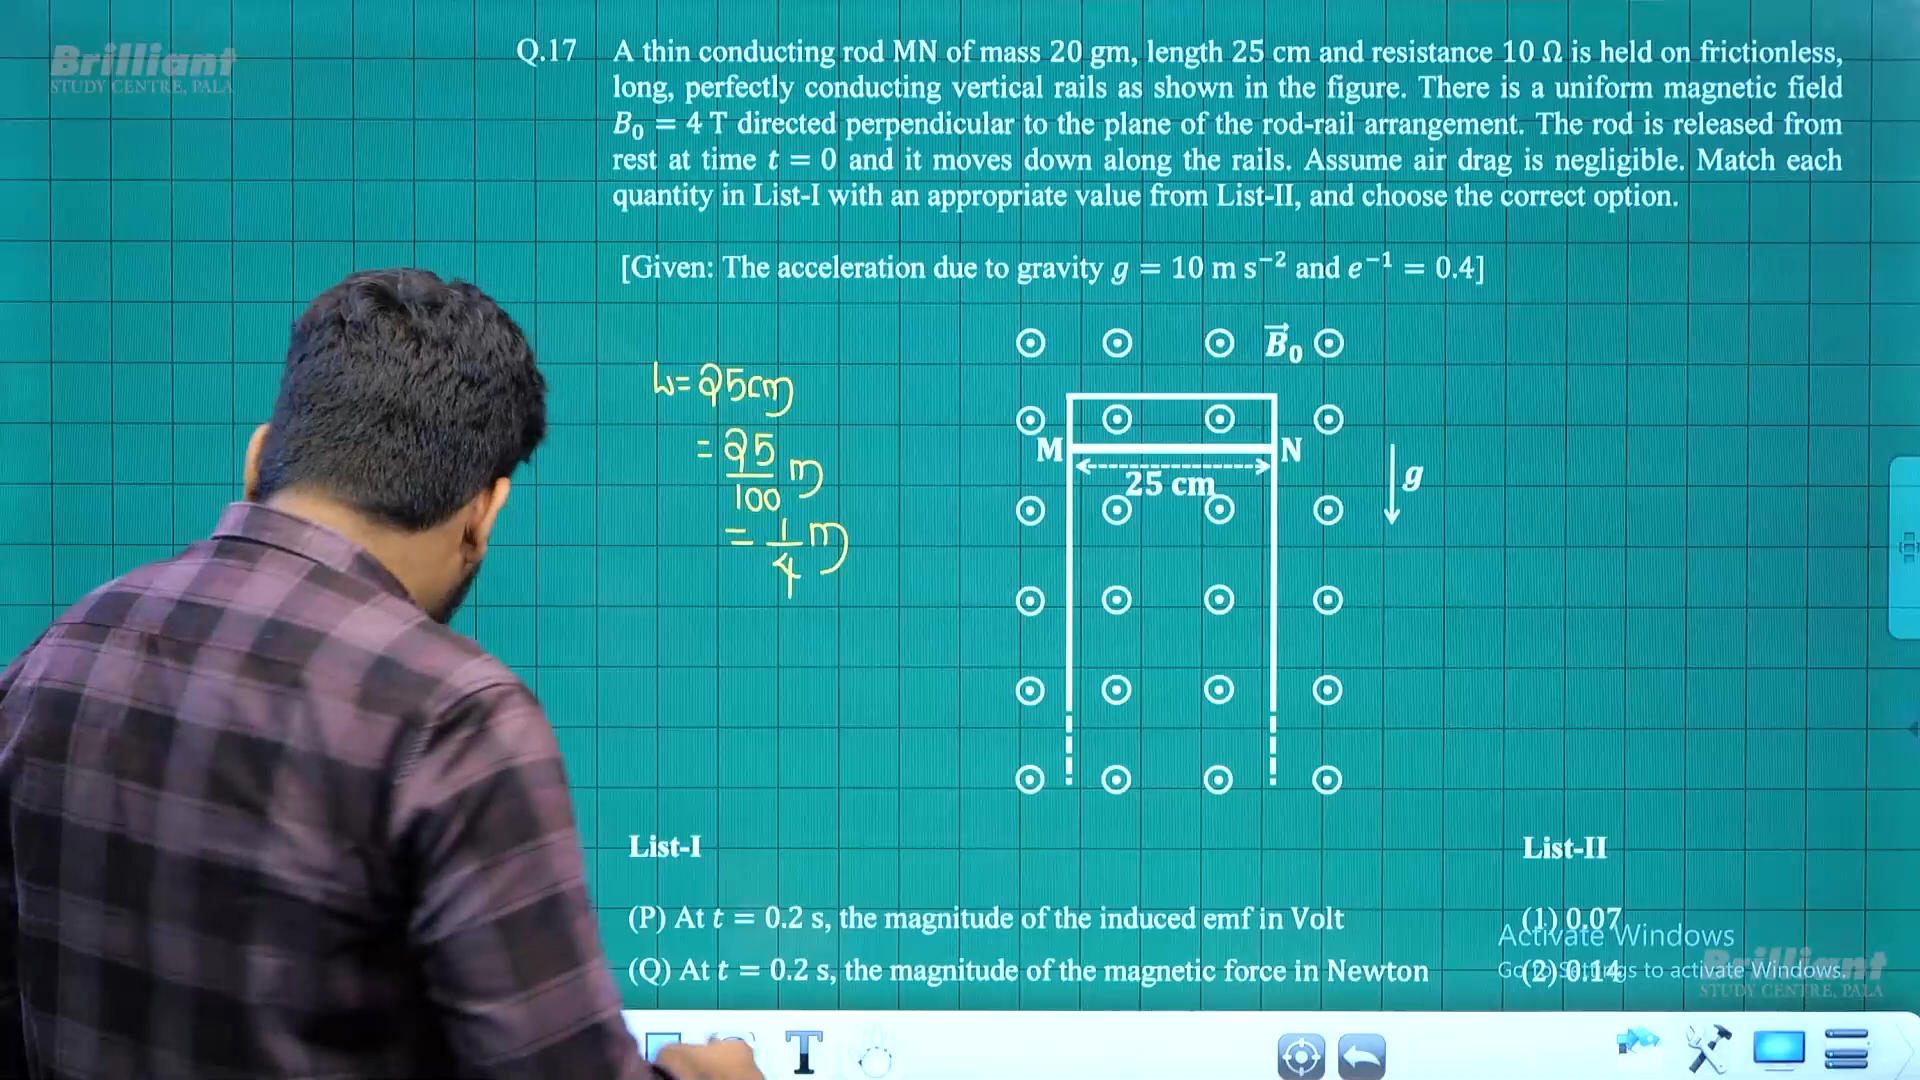 Brilliant
STUDY CENTRE, PALA
Q.17 A thin conducting rod MN of mass 20 gm, length 25 cm and resistance 10 Ω is held on frictionless,
long, perfectly conducting vertical rails as shown in the figure. There is a uniform magnetic field
B₀ = 4 T directed perpendicular to the plane of the rod-rail arrangement. The rod is released from
rest at time t = 0 and it moves down along the rails. Assume air drag is negligible. Match each
quantity in List-I with an appropriate value from List-II, and choose the correct option.
[Given: The acceleration due to gravity g = 10 m s⁻² and e⁻¹ = 0.4]
B⃗₀
L= 25cm
= 25/100 m
= 1/4 m
M N
25 cm
g
List-I List-II
(P) At t = 0.2 s, the magnitude of the induced emf in Volt (1) 0.07
(Q) At t = 0.2 s, the magnitude of the magnetic force in Newton (2) 0.14
Activate Windows
Go to Settings to activate Windows.
Brilliant
STUDY CENTRE, PALA
T